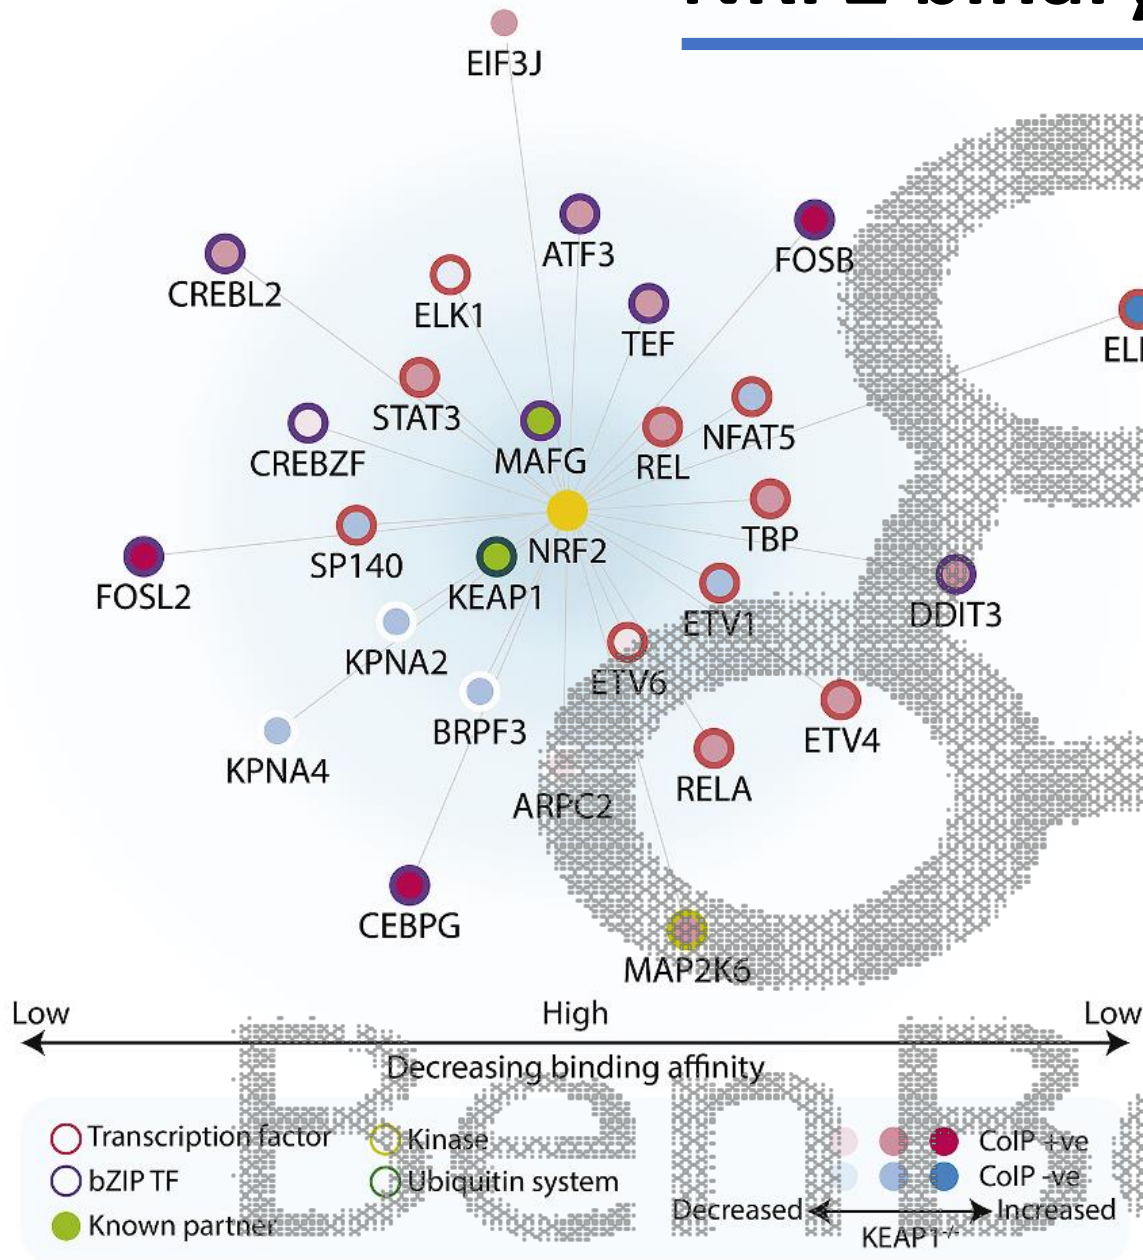 EIF3J
ATF3
FOSB
CREBL2
ELK1
TEF
STAT3
NFAT5
CREBZF
MAFG
REL
TBP
NRF2
SP140
KEAP1
FOSL2
ETV1
DDIT3
KPNA2
ETV6
BRPF3
ETV4
KPNA4
RELA
ARPC2
CEBPG
MAP2K6
Low High Low
Decreasing binding affinity
Transcription factor Kinase CoIP +ve
bZIP TF Ubiquitin system CoIP -ve
Known partner Decreased Increased
KEAP1-/-
Ben